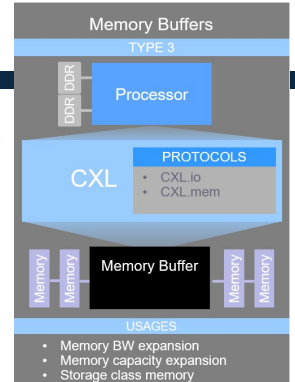 Memory Buffers
TYPE 3
DDR
DDR
Processor
CXL
PROTOCOLS
• CXL.io
• CXL.mem
Memory
Memory
Memory Buffer
Memory
Memory
USAGES
• Memory BW expansion
• Memory capacity expansion
• Storage class memory